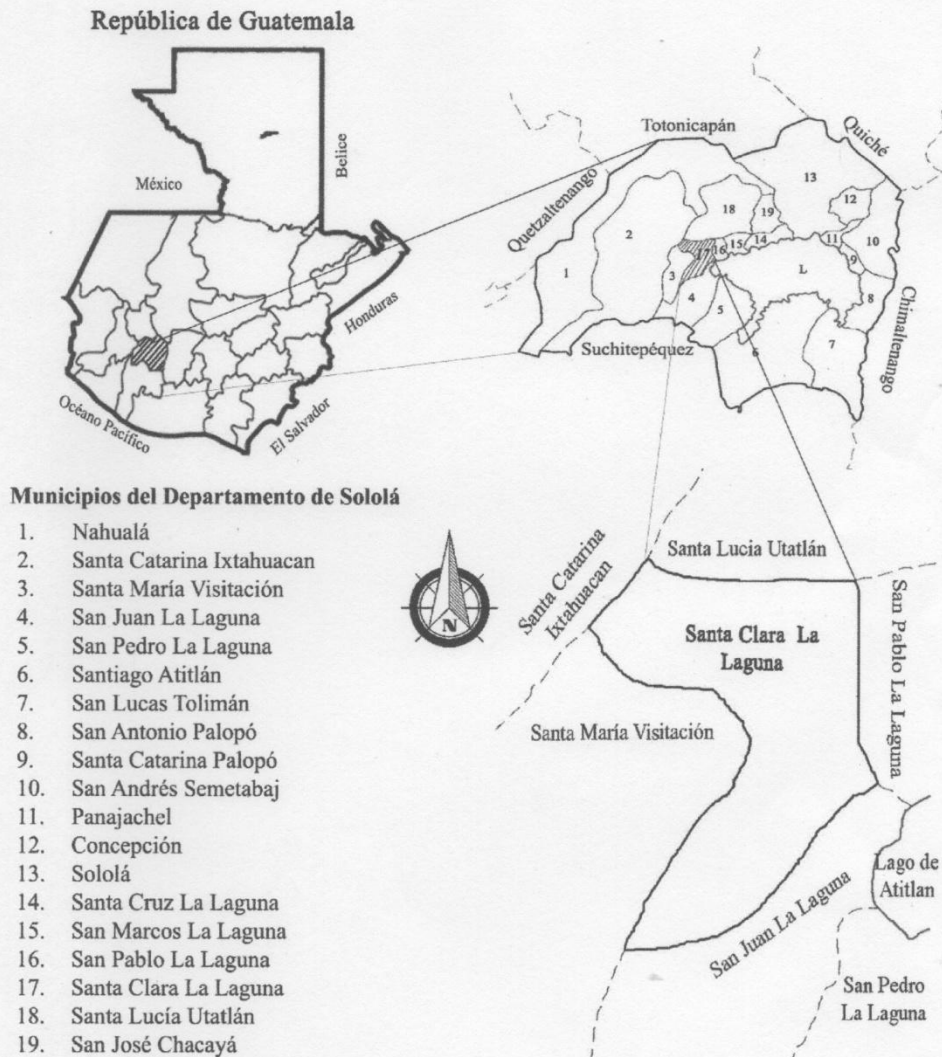 República de Guatemala
México
Belice
Honduras
El Salvador
Océano Pacífico
Totonicapán
Quiché
Quetzaltenango
Chimaltenango
Suchitepéquez
1
2
3
4
5
6
7
8
9
10
11
12
13
14
15
16
17
18
19
L
Municipios del Departamento de Sololá
1. Nahualá
2. Santa Catarina Ixtahuacan
3. Santa María Visitación
4. San Juan La Laguna
5. San Pedro La Laguna
6. Santiago Atitlán
7. San Lucas Tolimán
8. San Antonio Palopó
9. Santa Catarina Palopó
10. San Andrés Semetabaj
11. Panajachel
12. Concepción
13. Sololá
14. Santa Cruz La Laguna
15. San Marcos La Laguna
16. San Pablo La Laguna
17. Santa Clara La Laguna
18. Santa Lucía Utatlán
19. San José Chacayá
N
Santa Catarina
Ixtahuacan
Santa Lucia Utatlán
Santa Clara La
Laguna
San Pablo La Laguna
Santa María Visitación
Lago de
Atitlan
San Juan La Laguna
San Pedro
La Laguna